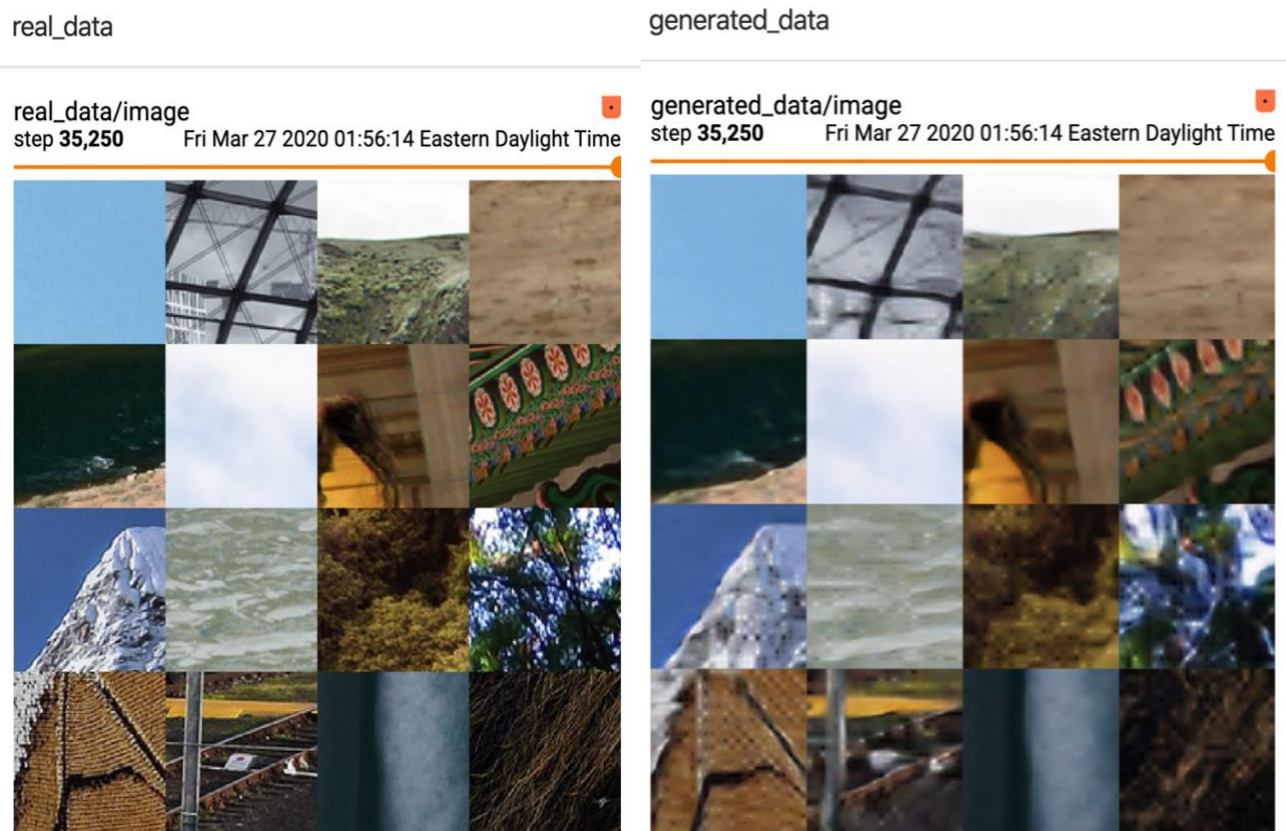 real_data
generated_data
real_data/image
step 35,250 Fri Mar 27 2020 01:56:14 Eastern Daylight Time
generated_data/image
step 35,250 Fri Mar 27 2020 01:56:14 Eastern Daylight Time